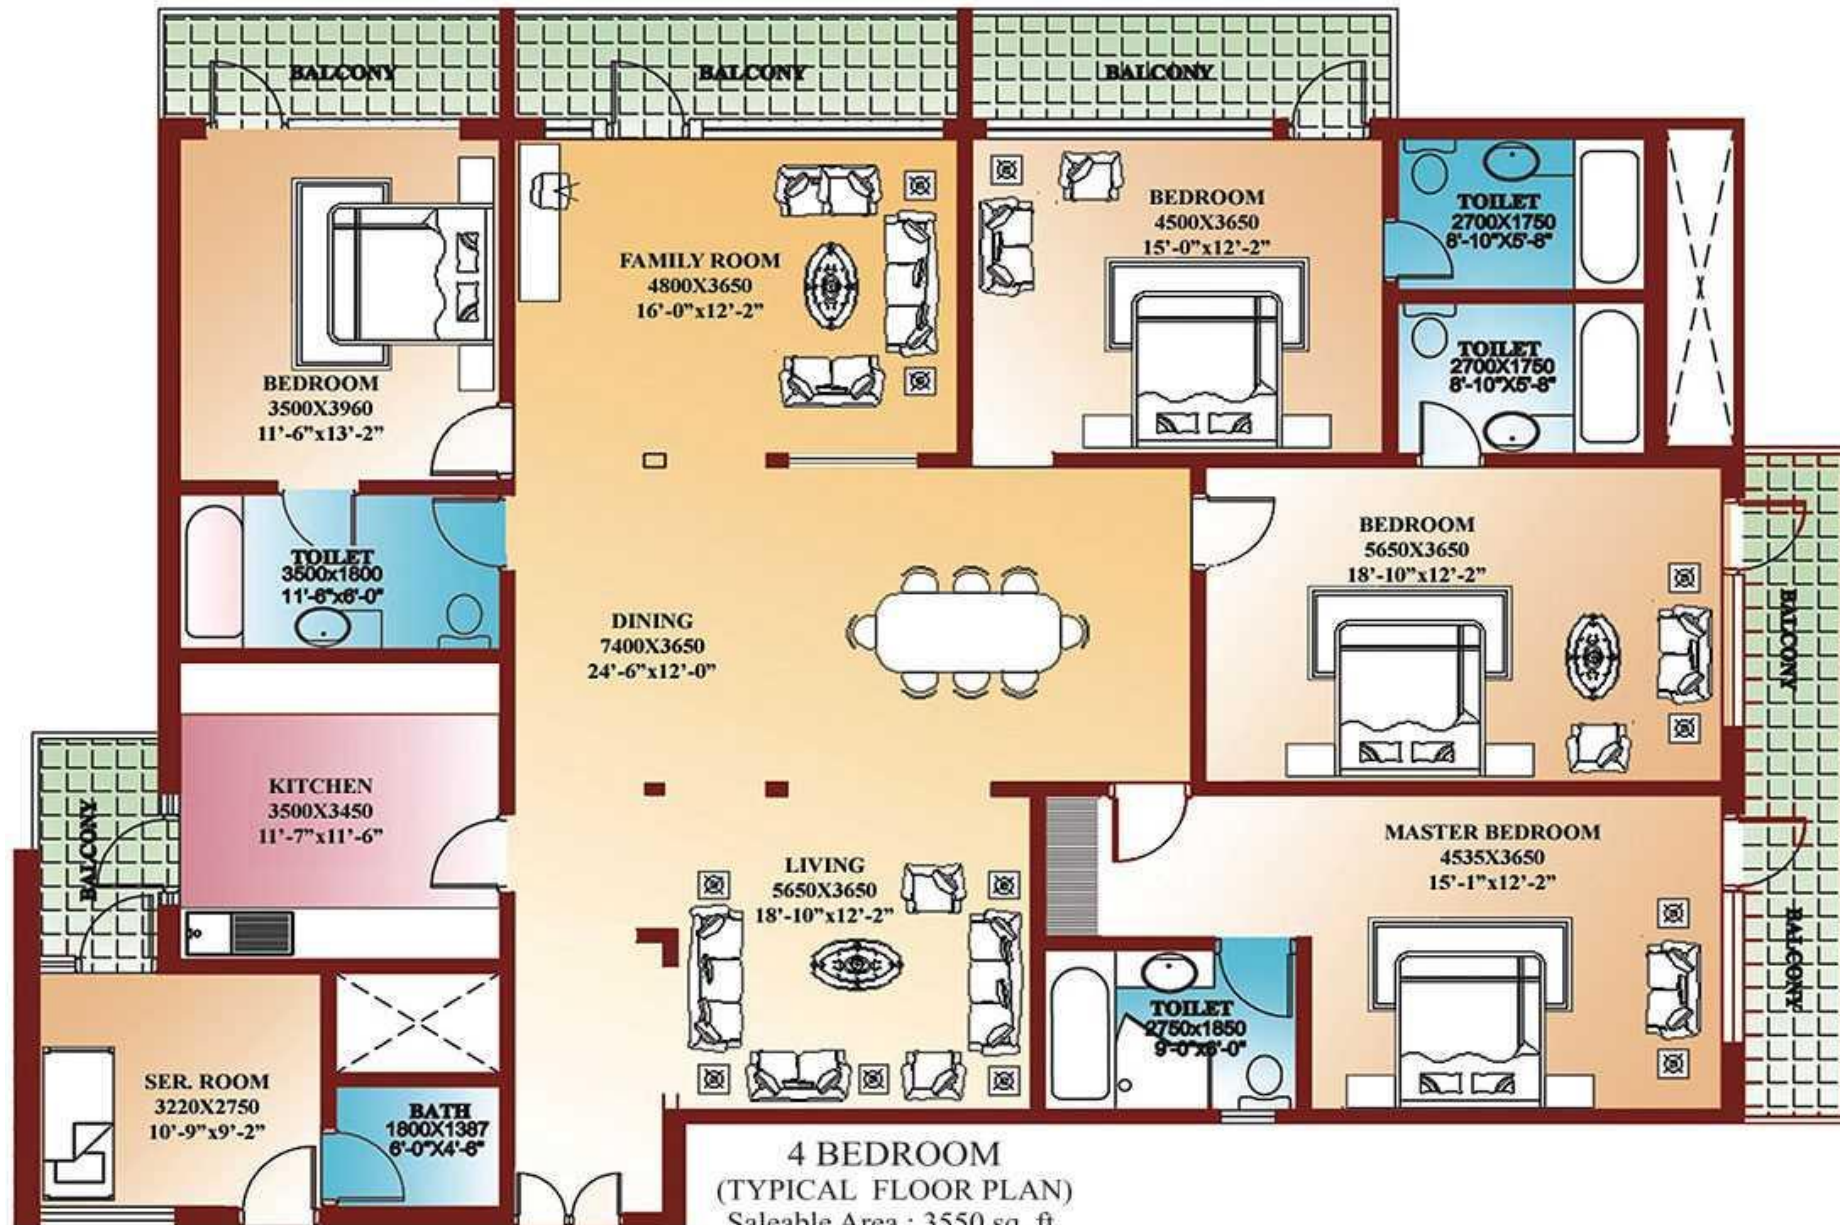 BALCONY
BALCONY
BALCONY
BEDROOM
3500X3960
11'-6"x13'-2"
FAMILY ROOM
4800X3650
16'-0"x12'-2"
BEDROOM
4500X3650
15'-0"x12'-2"
TOILET
2700X1750
8'-10"X5'-8"
TOILET
2700X1750
8'-10"X5'-8"
TOILET
3500x1800
11'-6"x6'-0"
DINING
7400X3650
24'-6"x12'-0"
BEDROOM
5650X3650
18'-10"x12'-2"
BALCONY
KITCHEN
3500X3450
11'-7"x11'-6"
BALCONY
LIVING
5650X3650
18'-10"x12'-2"
MASTER BEDROOM
4535X3650
15'-1"x12'-2"
BALCONY
TOILET
2750x1850
9'-0"x6'-0"
SER. ROOM
3220X2750
10'-9"x9'-2"
BATH
1800X1387
6'-0"X4'-6"
4 BEDROOM
(TYPICAL FLOOR PLAN)
Saleable Area : 3550 sq. ft.